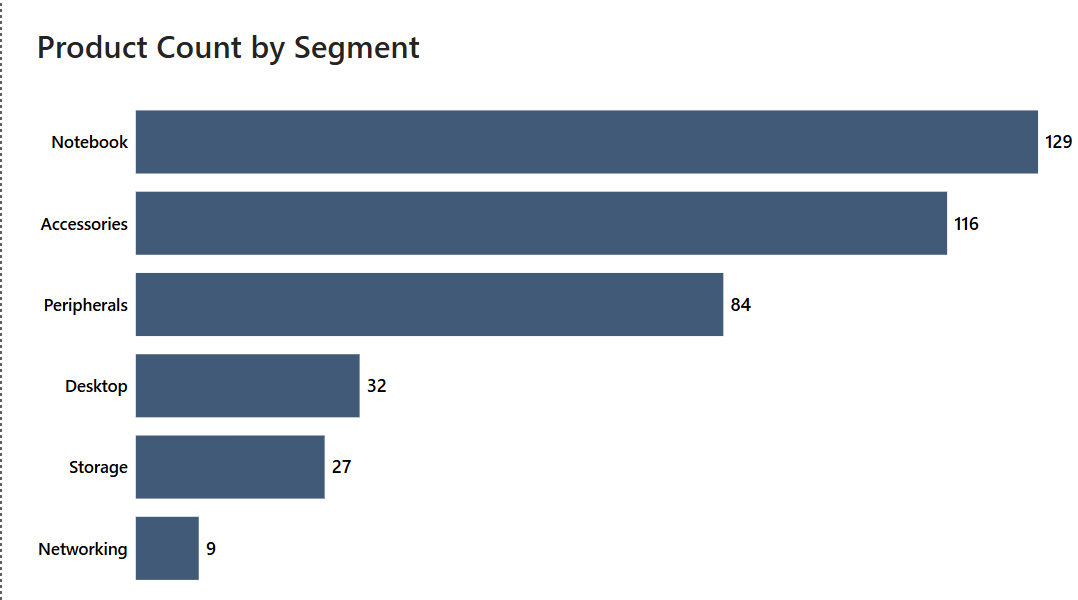 Product Count by Segment
Notebook 129
Accessories 116
Peripherals 84
Desktop 32
Storage 27
Networking 9